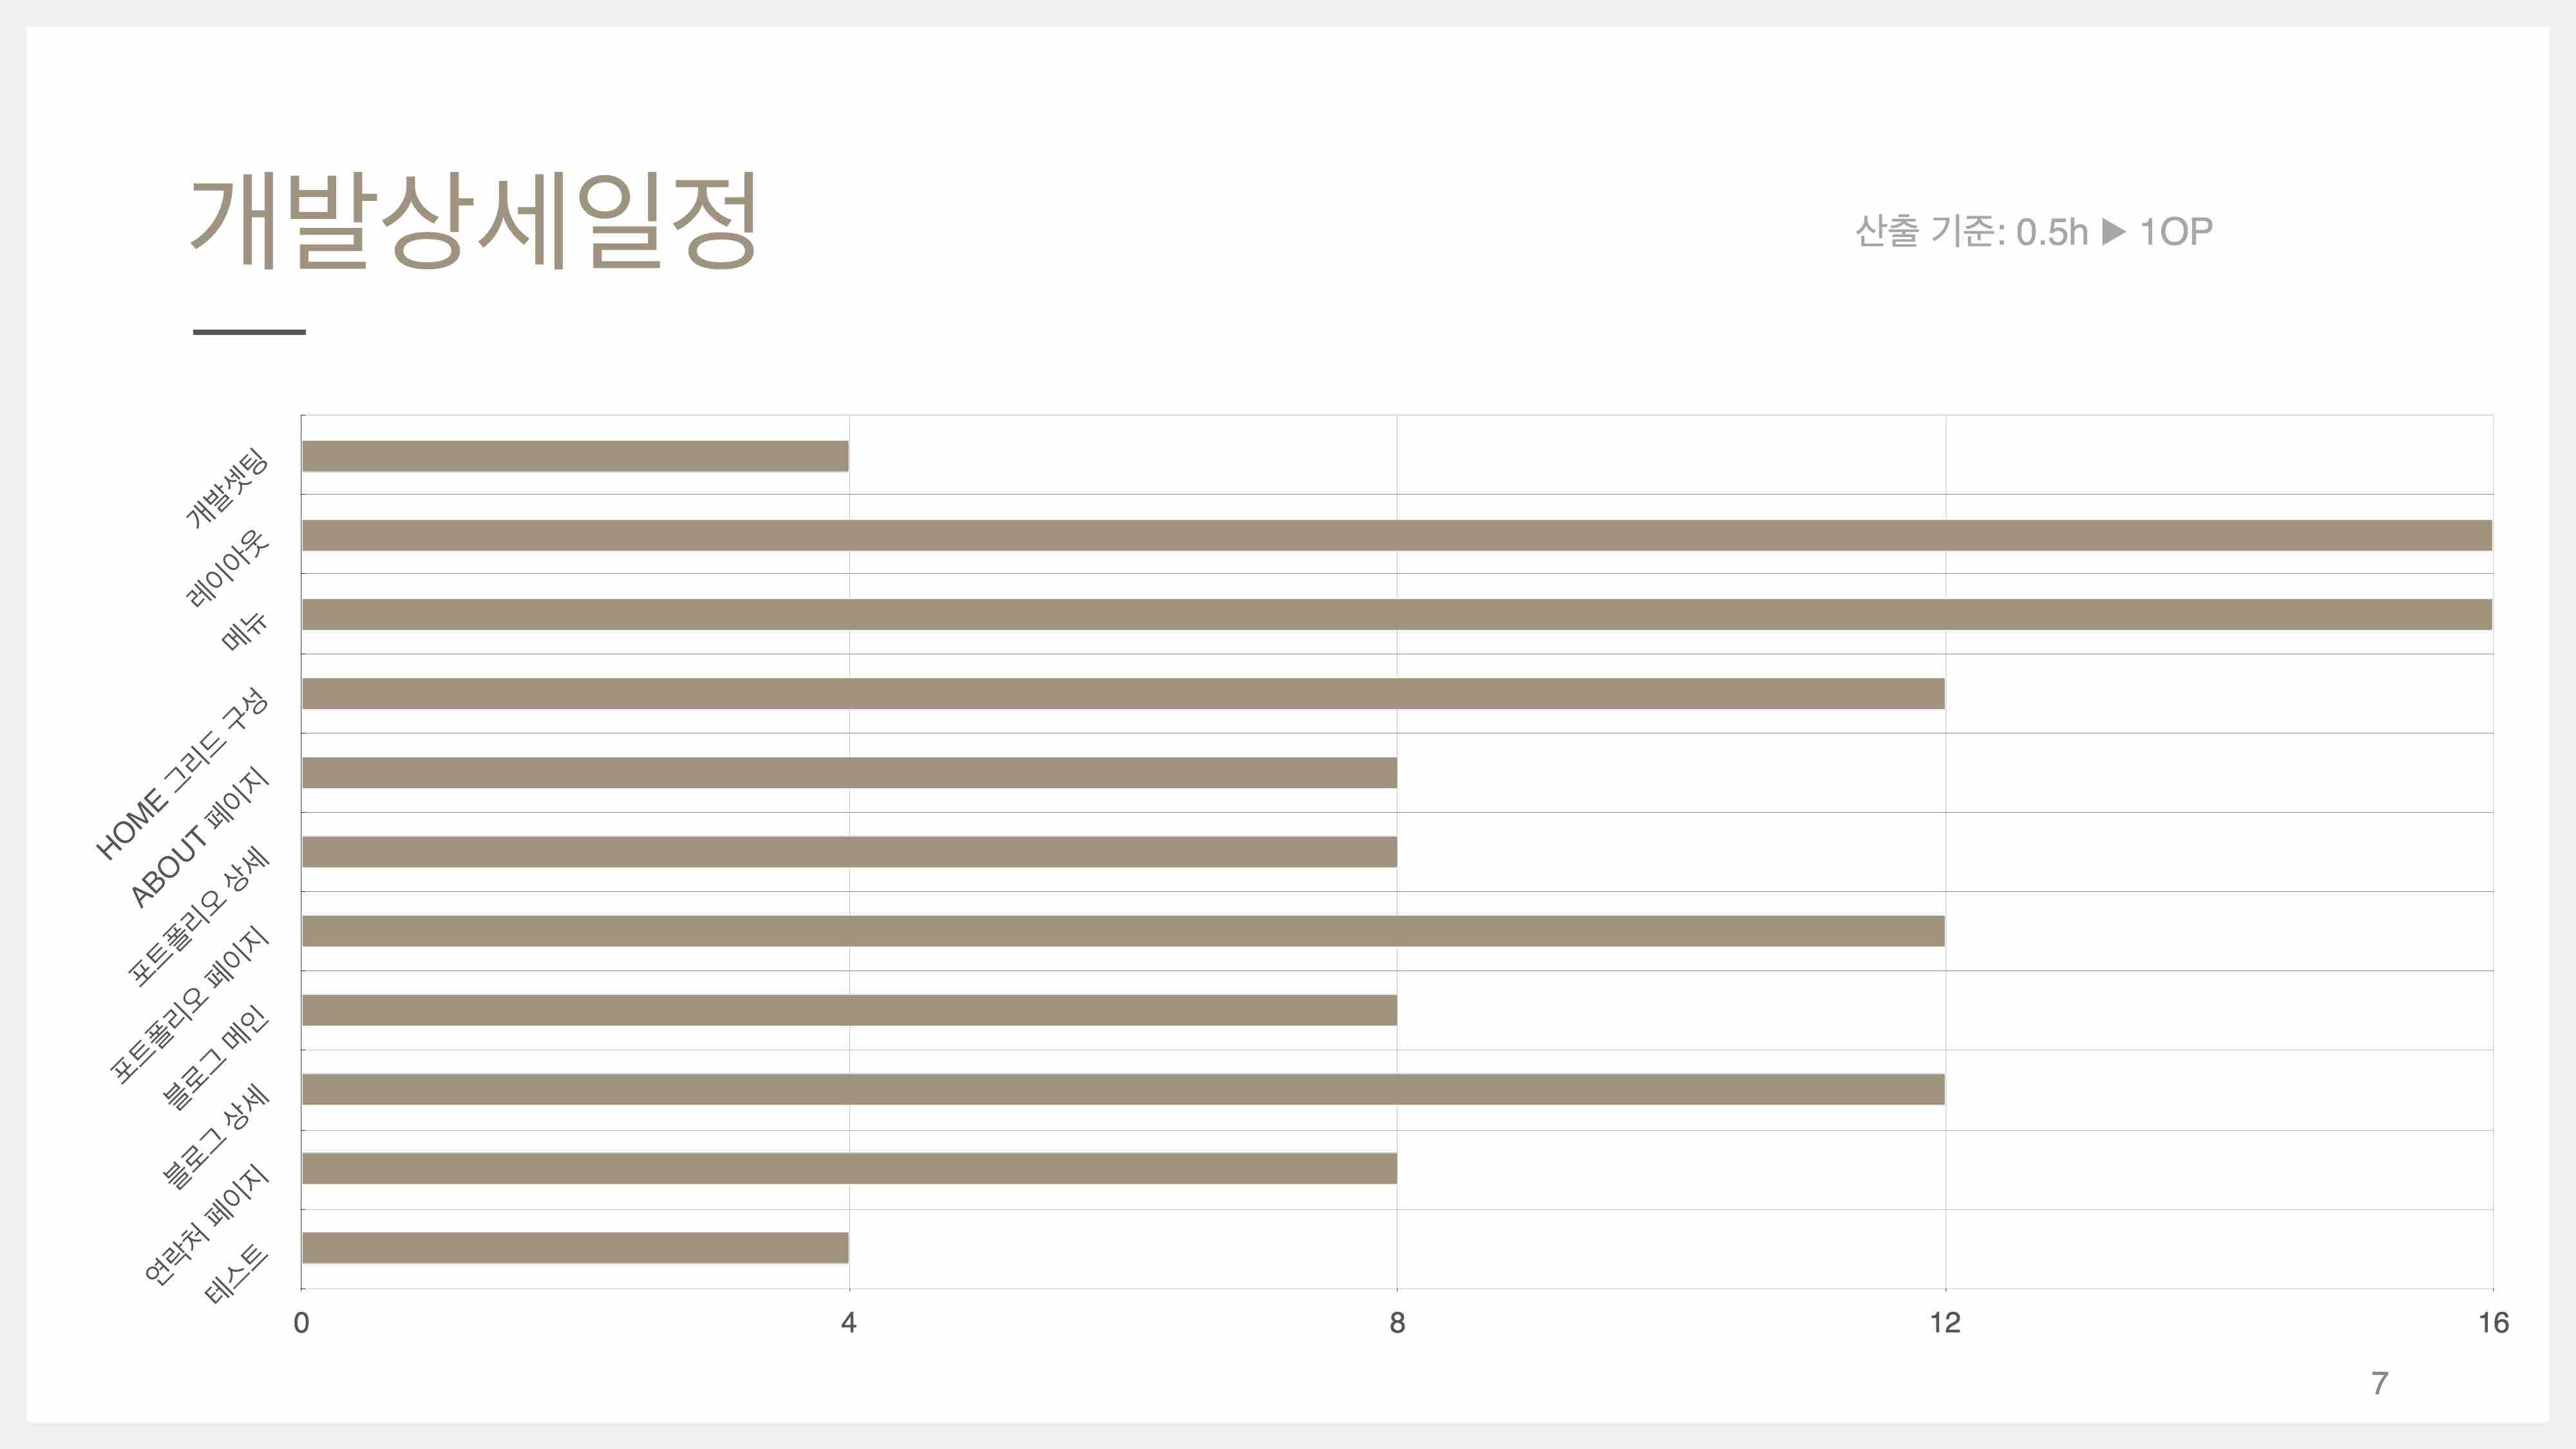 개발상세일정
산출 기준: 0.5h ▶ 1OP
개발셋팅
레이아웃
메뉴
HOME 그리드 구성
ABOUT 페이지
포트폴리오 상세
포트폴리오 페이지
블로그 메인
블로그 상세
연락처 페이지
테스트
0 4 8 12 16
7